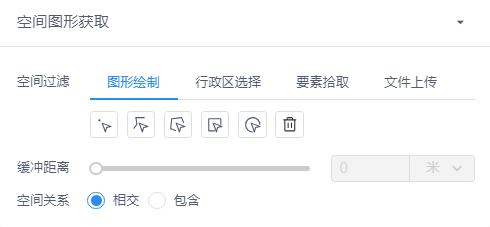 空间图形获取
空间过滤 图形绘制 行政区选择 要素拾取 文件上传
缓冲距离 0 米
空间关系 相交 包含